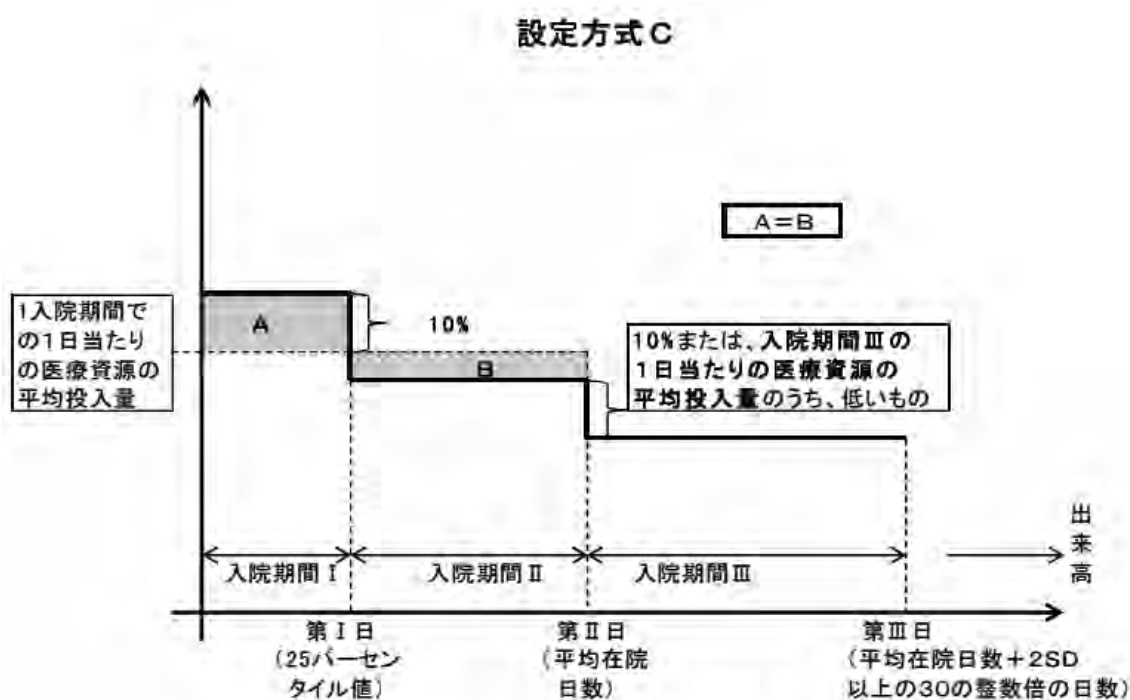 設定方式C
A=B
1入院期間で
の1日当たり
の医療資源の
平均投入量
A
10%
B
10%または、入院期間Ⅲの
1日当たりの医療資源の
平均投入量のうち、低いもの
入院期間Ⅰ
入院期間Ⅱ
入院期間Ⅲ
出
来
高
第Ⅰ日
(25パーセン
タイル値)
第Ⅱ日
(平均在院
日数)
第Ⅲ日
(平均在院日数+2SD
以上の30の整数倍の日数)